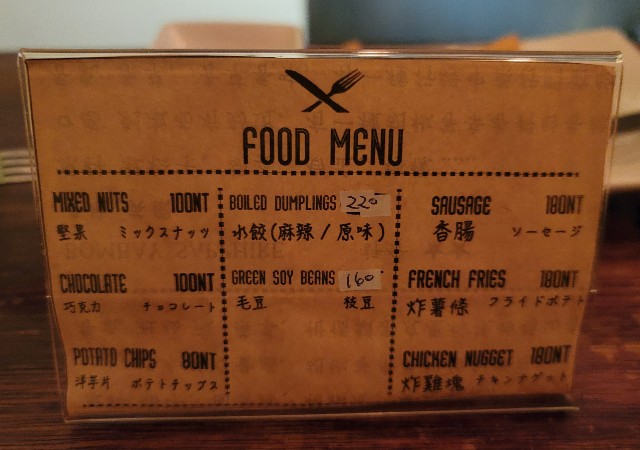 FOOD MENU
MIXED NUTS 100NT
堅果 ミックスナッツ
CHOCOLATE 100NT
巧克力 チョコレート
POTATO CHIPS 80NT
洋芋片 ポテトチップス
BOILED DUMPLINGS 220
水餃(麻辣 / 原味)
GREEN SOY BEANS 160
毛豆 枝豆
SAUSAGE 180NT
香腸 ソーセージ
FRENCH FRIES 180NT
炸薯條 フライドポテト
CHICKEN NUGGET 180NT
炸雞塊 チキンナゲット